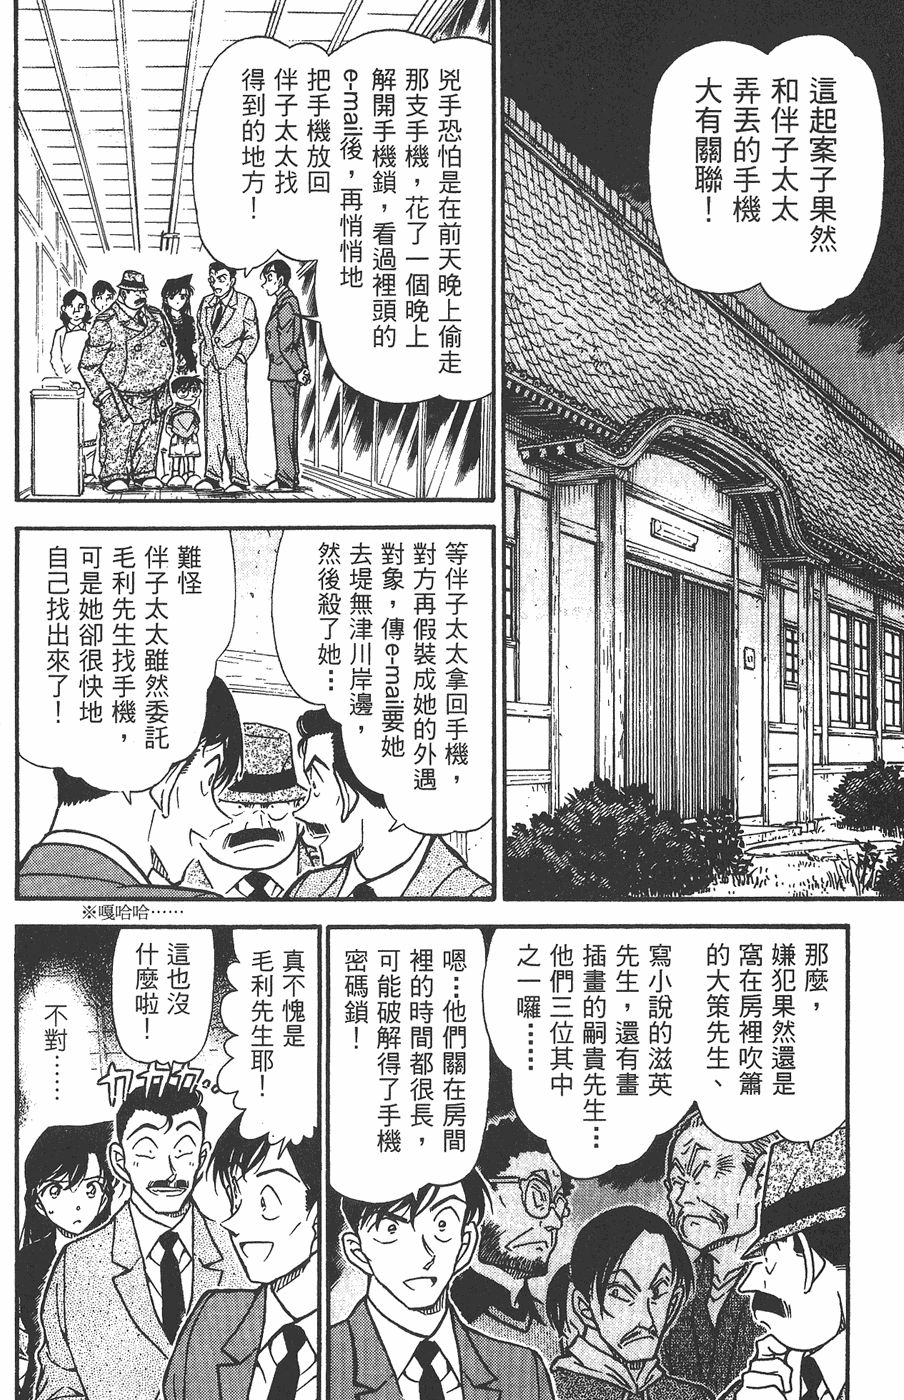 這起案子果然
和伴子太太
弄丟的手機
大有關聯！
兇手恐怕是在前天晚上偷走
那支手機，花了一個晚上
解開手機鎖，看過裡頭的
e-mail後，再悄悄地
把手機放回
伴子太太找
得到的地方！
等伴子太太拿回手機，
對方再假裝成她的外遇
對象，傳e-mail要她
去堤無津川岸邊，
然後殺了她…
難怪
伴子太太雖然委託
毛利先生找手機，
可是她卻很快地
自己找出來了！
※嘎哈哈……
那麼，
嫌犯果然還是
窩在房裡吹簫
的大策先生、
寫小說的滋英
先生，還有畫
插畫的嗣貴先生…
他們三位其中
之一囉……
嗯…他們關在房間
裡的時間都很長，
可能破解得了手機
密碼鎖！
真不愧是
毛利先生耶！
這也沒
什麼啦！
ガガガ…
不對……